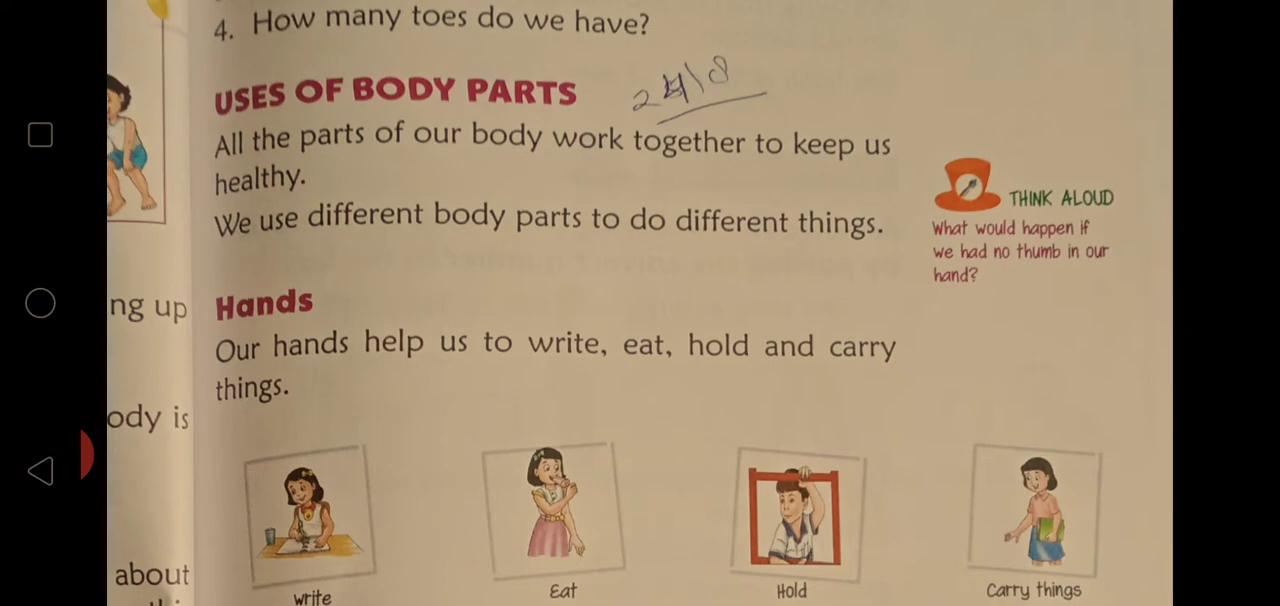 4. How many toes do we have?
USES OF BODY PARTS
All the parts of our body work together to keep us
healthy.
We use different body parts to do different things.
THINK ALOUD
What would happen if
we had no thumb in our
hand?
ng up
Hands
Our hands help us to write, eat, hold and carry
things.
ody is
about
write
Eat
Hold
Carry things